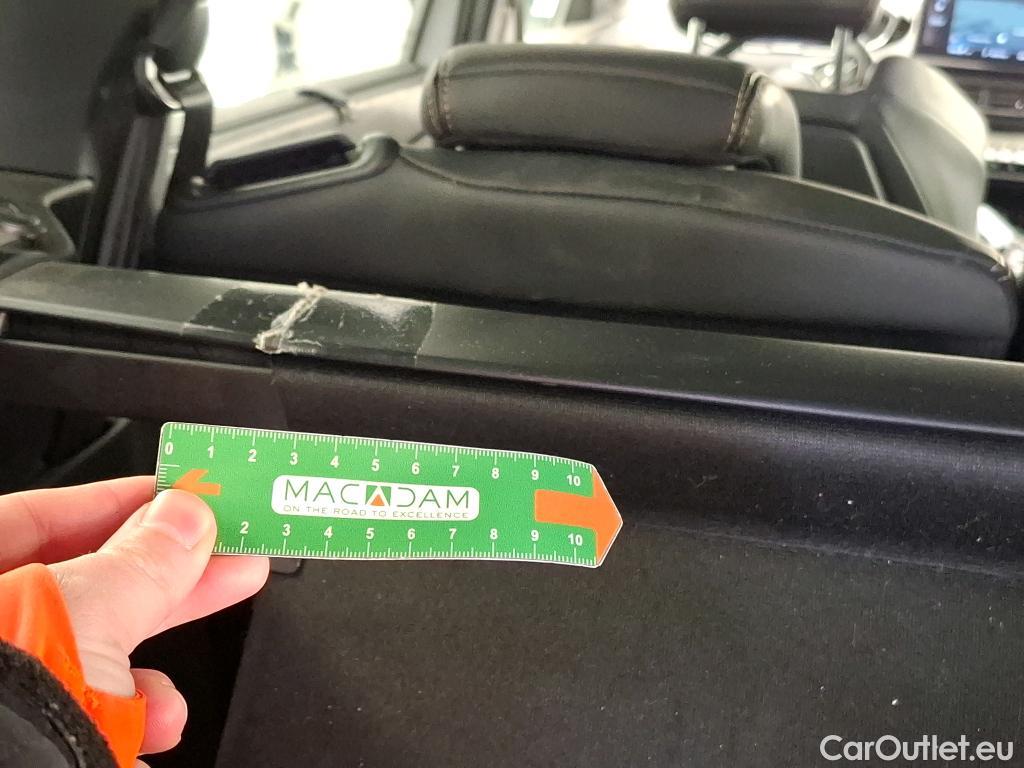 0 1 2 3 4 5 6 7 8 9 10
MACADAM
ON THE ROAD TO EXCELLENCE
2 3 4 5 6 7 8 9 10
CarOutlet.eu